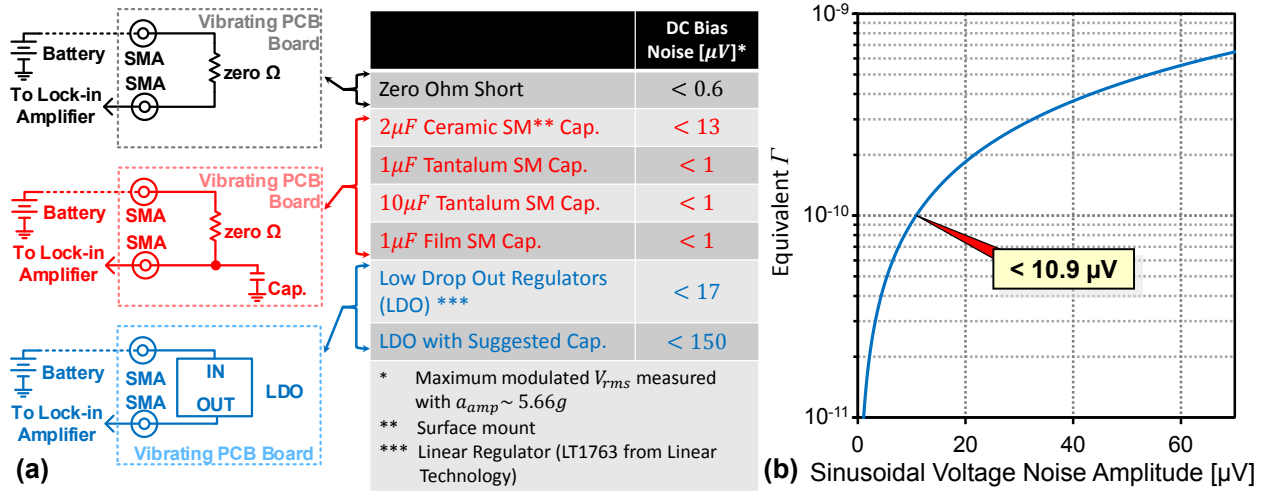 Vibrating PCB
Board
Battery
SMA
SMA
zero Ω
To Lock-in
Amplifier
Vibrating PCB
Board
Battery
SMA
SMA
zero Ω
To Lock-in
Amplifier
Cap.
Battery
SMA
SMA
IN
OUT
LDO
To Lock-in
Amplifier
Vibrating PCB Board
(a)
DC Bias
Noise [μV]*
Zero Ohm Short < 0.6
2μF Ceramic SM** Cap. < 13
1μF Tantalum SM Cap. < 1
10μF Tantalum SM Cap. < 1
1μF Film SM Cap. < 1
Low Drop Out Regulators
(LDO) *** < 17
LDO with Suggested Cap. < 150
* Maximum modulated Vrms measured
with aamp~ 5.66g
** Surface mount
*** Linear Regulator (LT1763 from Linear
Technology)
(b)
Equivalent Γ
10-9
10-10
10-11
< 10.9 μV
0 20 40 60
Sinusoidal Voltage Noise Amplitude [μV]